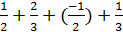 1/2 + 2/3 + (-1/2) + 1/3